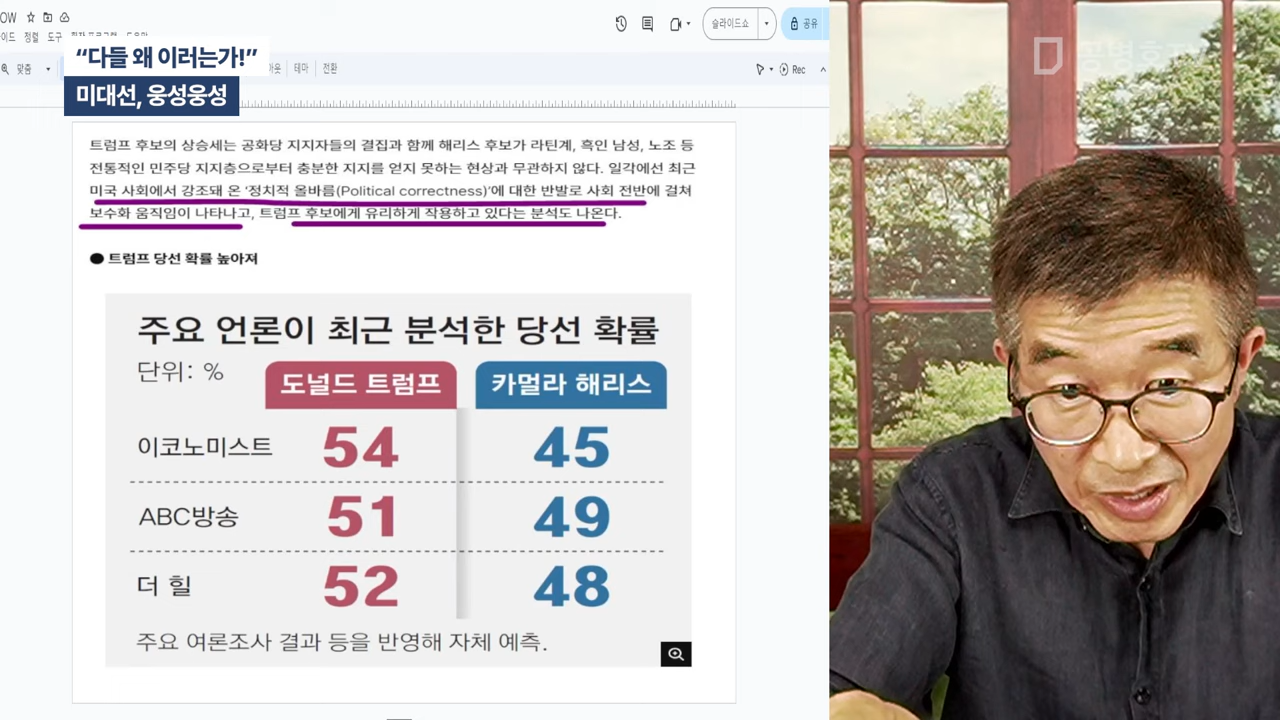 OW
이드 정렬 도구
슬라이드쇼
공유
"다들 왜 이러는가!"
맞춤
테마
전환
Rec
미대선, 웅성웅성
공병호
트럼프 후보의 상승세는 공화당 지지자들의 결집과 함께 해리스 후보가 라틴계, 흑인 남성, 노조 등
전통적인 민주당 지지층으로부터 충분한 지지를 얻지 못하는 현상과 무관하지 않다. 일각에선 최근
미국 사회에서 강조돼 온 ‘정치적 올바름(Political correctness)’에 대한 반발로 사회 전반에 걸쳐
보수화 움직임이 나타나고, 트럼프 후보에게 유리하게 작용하고 있다는 분석도 나온다.
● 트럼프 당선 확률 높아져
주요 언론이 최근 분석한 당선 확률
단위: %
도널드 트럼프
카멀라 해리스
이코노미스트 54 45
ABC방송 51 49
더 힐 52 48
주요 여론조사 결과 등을 반영해 자체 예측.